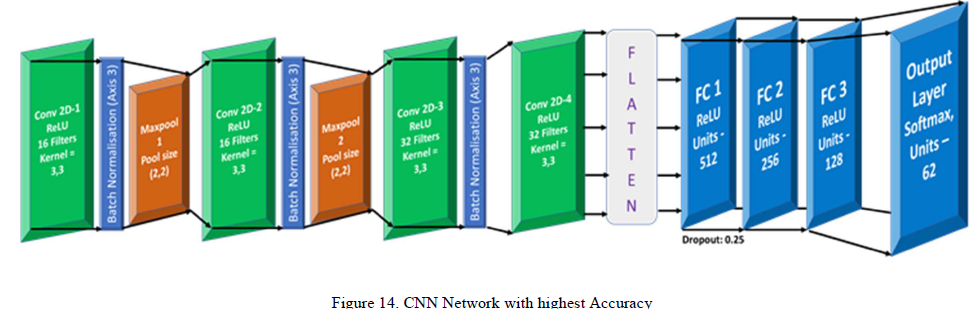 Conv 2D-1
ReLU
16 Filters
Kernel =
3,3
Batch Normalisation (Axis 3)
Maxpool
1
Pool size
(2,2)
Conv 2D-2
ReLU
16 Filters
Kernel =
3,3
Batch Normalisation (Axis 3)
Maxpool
2
Pool size
(2,2)
Conv 2D-3
ReLU
32 Filters
Kernel =
3,3
Batch Normalisation (Axis 3)
Conv 2D-4
ReLU
32 Filters
Kernel =
3,3
F
L
A
T
T
E
N
FC 1
ReLU
Units -
512
FC 2
ReLU
Units -
256
FC 3
ReLU
Units -
128
Output
Layer
Softmax,
Units –
62
Dropout: 0.25
Figure 14. CNN Network with highest Accuracy